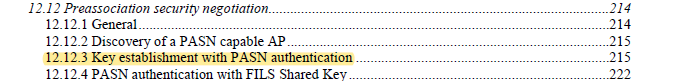 12.12 Preassociation security negotiation...........................................................................214
12.12.1 General..............................................................................................214
12.12.2 Discovery of a PASN capable AP.......................................................215
12.12.3 Key establishment with PASN authentication.....................................215
12.12.4 PASN authentication with FILS Shared Key......................................222